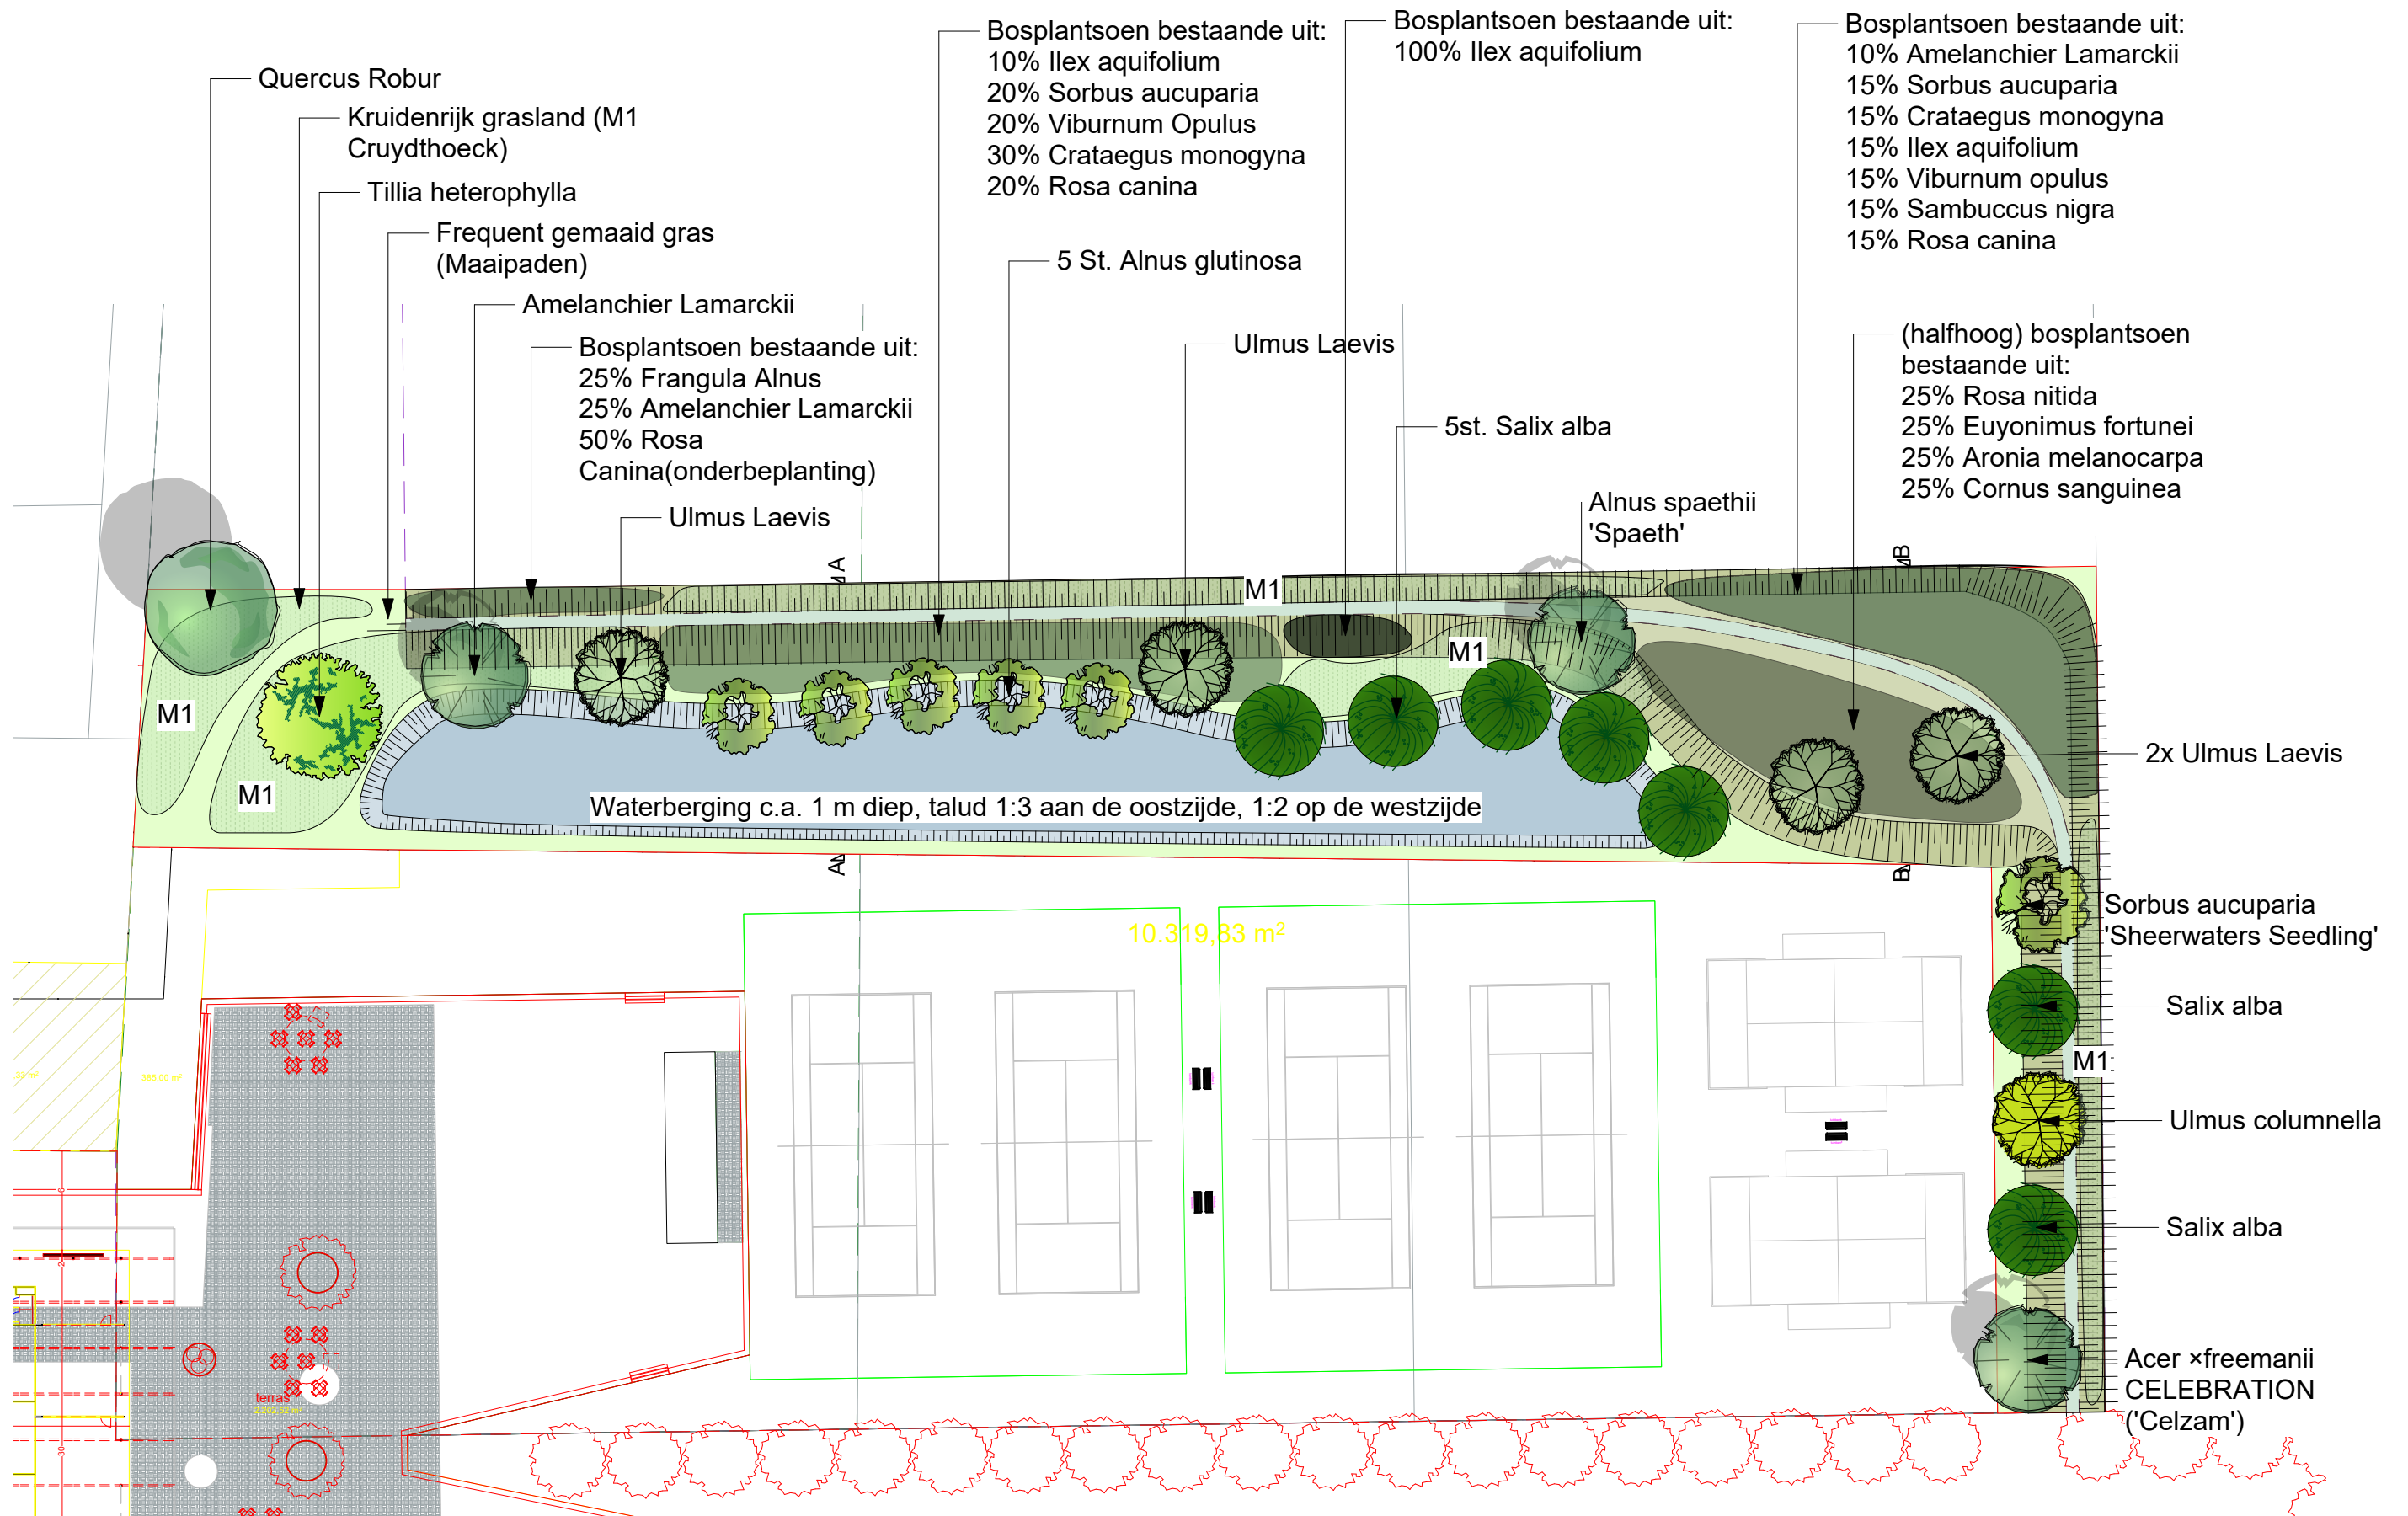 Bosplantsoen bestaande uit:
10% Ilex aquifolium
20% Sorbus aucuparia
20% Viburnum Opulus
30% Crataegus monogyna
20% Rosa canina
Bosplantsoen bestaande uit:
100% Ilex aquifolium
Bosplantsoen bestaande uit:
10% Amelanchier Lamarckii
15% Sorbus aucuparia
15% Crataegus monogyna
15% Ilex aquifolium
15% Viburnum opulus
15% Sambuccus nigra
15% Rosa canina
Quercus Robur
Kruidenrijk grasland (M1
Cruydthoeck)
Tillia heterophylla
Frequent gemaaid gras
(Maaipaden)
5 St. Alnus glutinosa
Amelanchier Lamarckii
Bosplantsoen bestaande uit:
25% Frangula Alnus
25% Amelanchier Lamarckii
50% Rosa
Canina(onderbeplanting)
Ulmus Laevis
(halfhoog) bosplantsoen
bestaande uit:
25% Rosa nitida
25% Euyonimus fortunei
25% Aronia melanocarpa
25% Cornus sanguinea
5st. Salix alba
Ulmus Laevis
Alnus spaethii
'Spaeth'
A
B
M1
M1
M1
M1
2x Ulmus Laevis
Waterberging c.a. 1 m diep, talud 1:3 aan de oostzijde, 1:2 op de westzijde
A
B
Sorbus aucuparia
'Sheerwaters Seedling'
10.319,83 m²
Salix alba
M1
Ulmus columnella
Salix alba
Acer ×freemanii
CELEBRATION
('Celzam')
terras
6
2
30